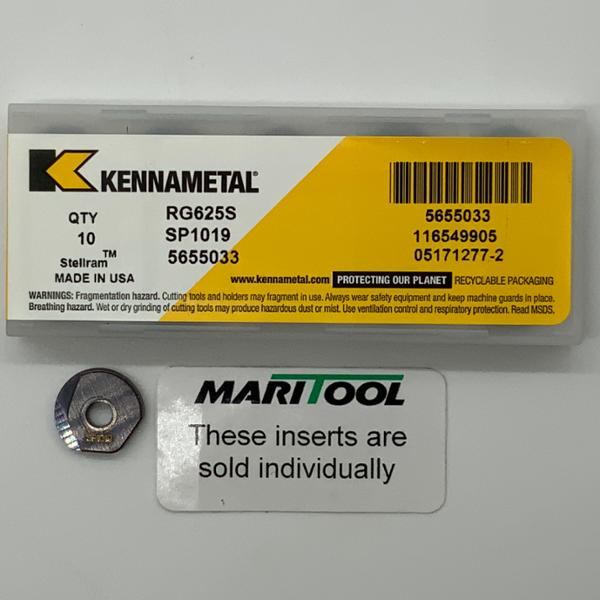 KENNAMETAL®
QTY
10
Stellram™
MADE IN USA
RG625S
SP1019
5655033
5655033
116549905
05171277-2
www.kennametal.com PROTECTING OUR PLANET RECYCLABLE PACKAGING
WARNINGS: Fragmentation hazard. Cutting tools and holders may fragment in use. Always wear safety equipment and keep machine guards in place.
Breathing hazard. Wet or dry grinding of cutting tools may produce hazardous dust or mist. Use ventilation control and respiratory protection. Read MSDS.
MARITOOL
These inserts are
sold individually